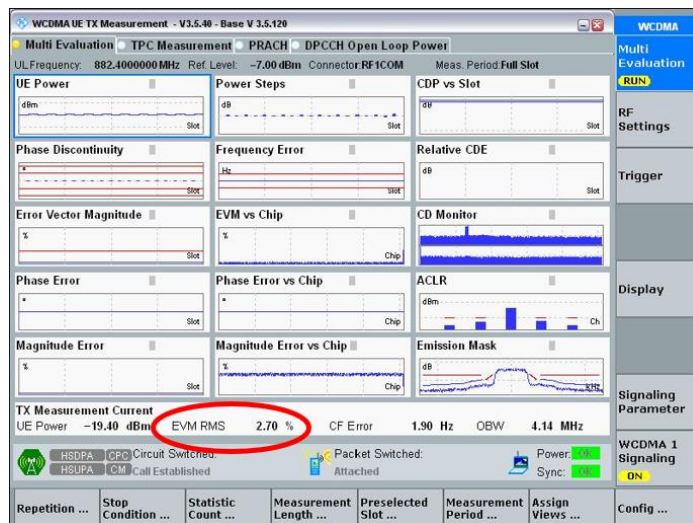 WCDMA UE TX Measurement - V3.5.40 - Base V 3.5.120
WCDMA
Multi Evaluation TPC Measurement PRACH DPCCH Open Loop Power
Multi Evaluation
RUN
UL Frequency: 882.4000000 MHz Ref. Level: -7.00 dBm Connector: RF1COM Meas. Period: Full Slot
UE Power
dBm
Slot
Power Steps
dB
Slot
CDP vs Slot
dB
Slot
RF Settings
Phase Discontinuity
°
Slot
Frequency Error
Hz
Slot
Relative CDE
dB
Slot
Trigger
Error Vector Magnitude
%
Slot
EVM vs Chip
%
Chip
CD Monitor
Phase Error
°
Slot
Phase Error vs Chip
°
Chip
ACLR
dBm
Ch
Display
Magnitude Error
%
Slot
Magnitude Error vs Chip
%
Chip
Emission Mask
dB
kHz
Signaling Parameter
TX Measurement Current
UE Power -19.40 dBm EVM RMS 2.70 % CF Error 1.90 Hz OBW 4.14 MHz
HSDPA CPC Circuit Switched: Packet Switched: Power: OK
HSUPA CM Call Established Attached Sync: OK
WCDMA 1 Signaling
ON
Repetition ... Stop Condition ... Statistic Count ... Measurement Length ... Preselected Slot ... Measurement Period ... Assign Views ... Config ...